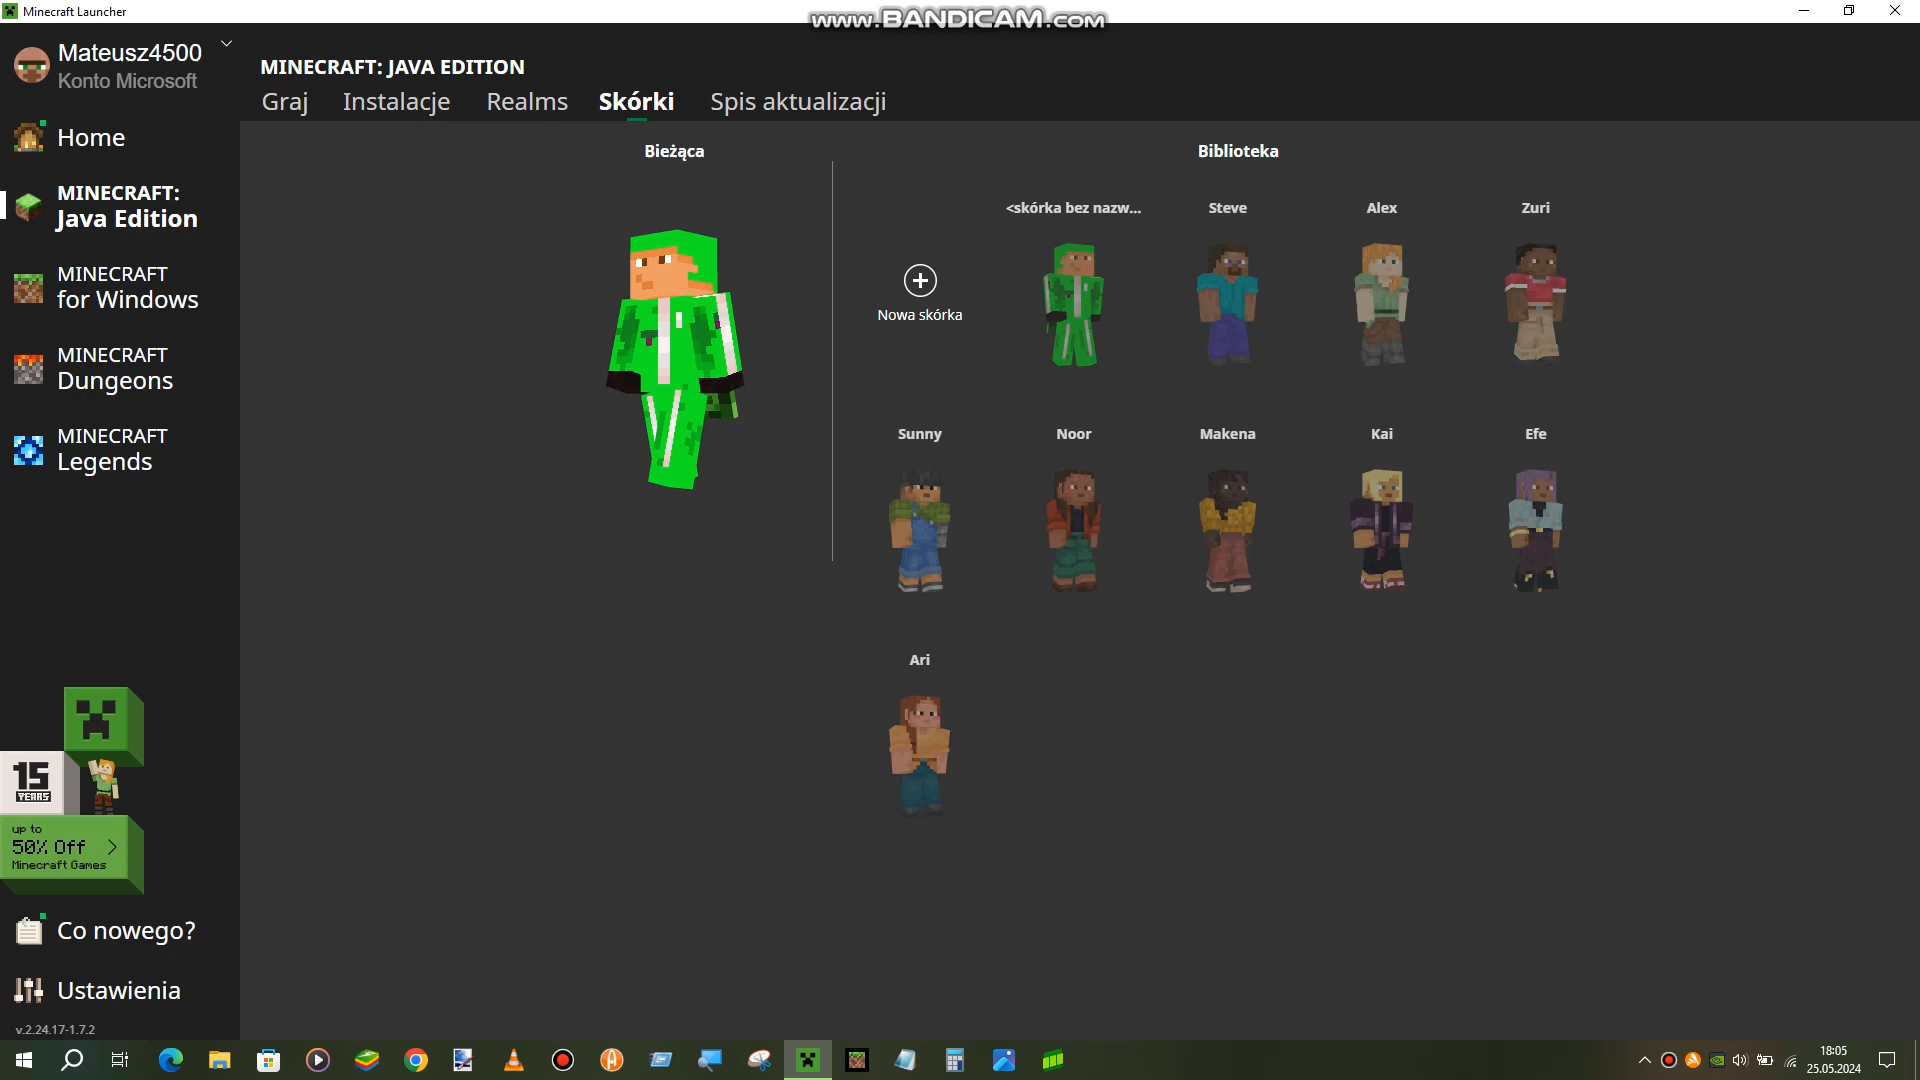 Minecraft Launcher
www.BANDICAM.com
Mateusz4500
Konto Microsoft
MINECRAFT: JAVA EDITION
Graj
Instalacje
Realms
Skórki
Spis aktualizacji
Home
MINECRAFT:
Java Edition
MINECRAFT
for Windows
MINECRAFT
Dungeons
MINECRAFT
Legends
15
YEARS
up to
50% Off
Minecraft Games
Co nowego?
Ustawienia
v.2.24.17-1.7.2
Bieżąca
Biblioteka
Nowa skórka
<skórka bez nazw...
Steve
Alex
Zuri
Sunny
Noor
Makena
Kai
Efe
Ari
18:05
25.05.2024